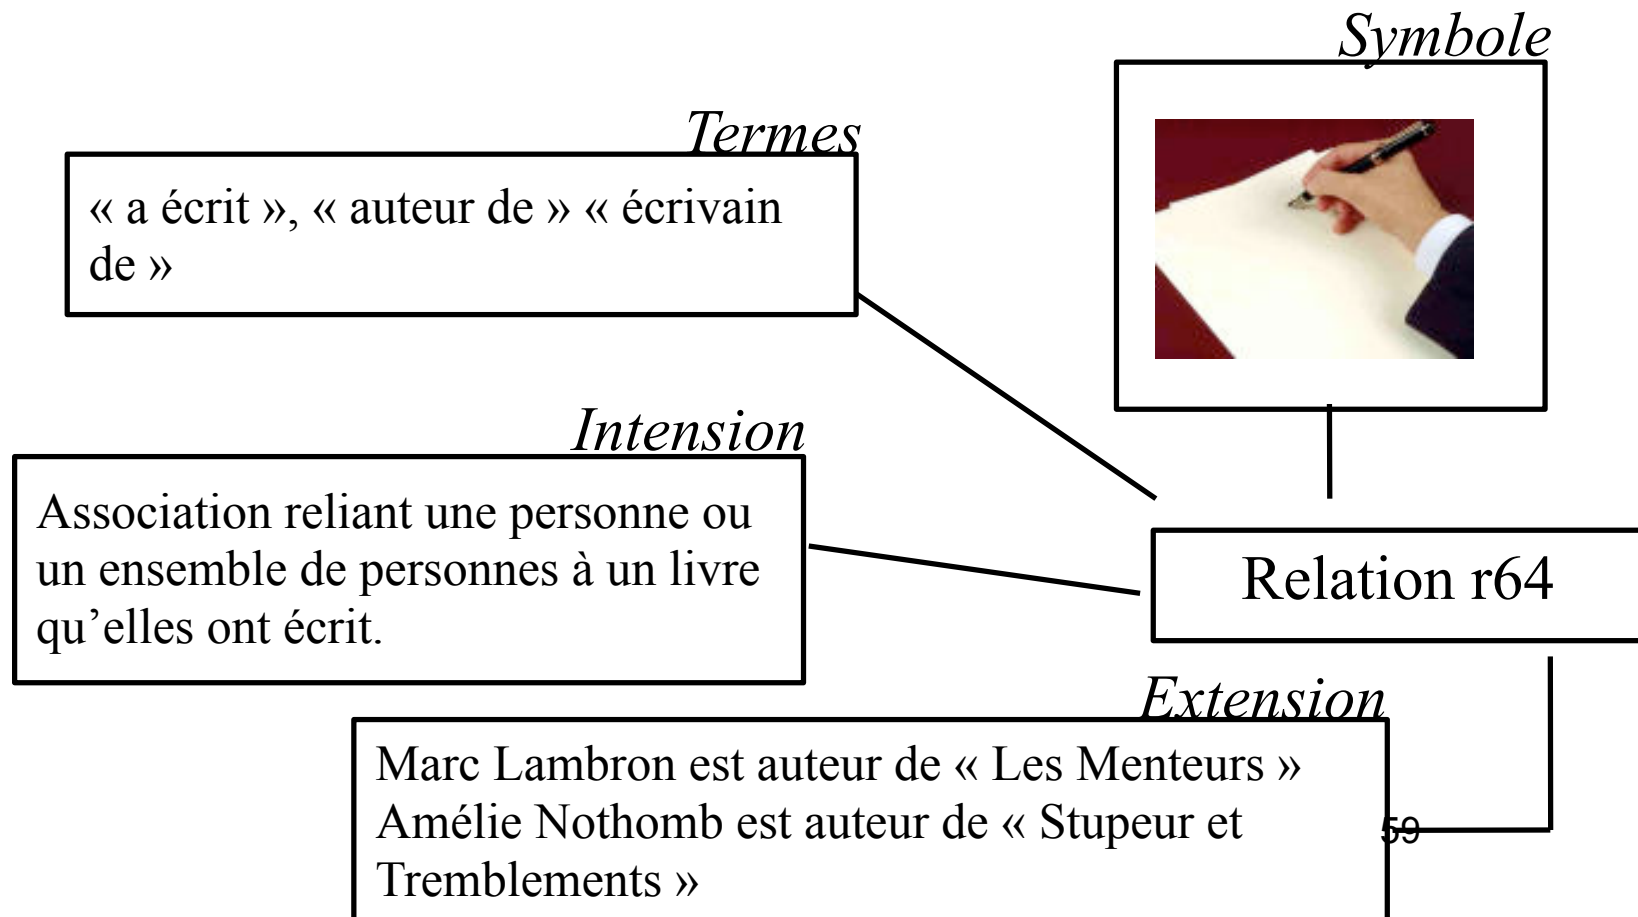 Symbole
Termes
« a écrit », « auteur de » « écrivain
de »
Intension
Association reliant une personne ou
un ensemble de personnes à un livre
qu’elles ont écrit.
Relation r64
Extension
Marc Lambron est auteur de « Les Menteurs »
Amélie Nothomb est auteur de « Stupeur et
Tremblements »
59